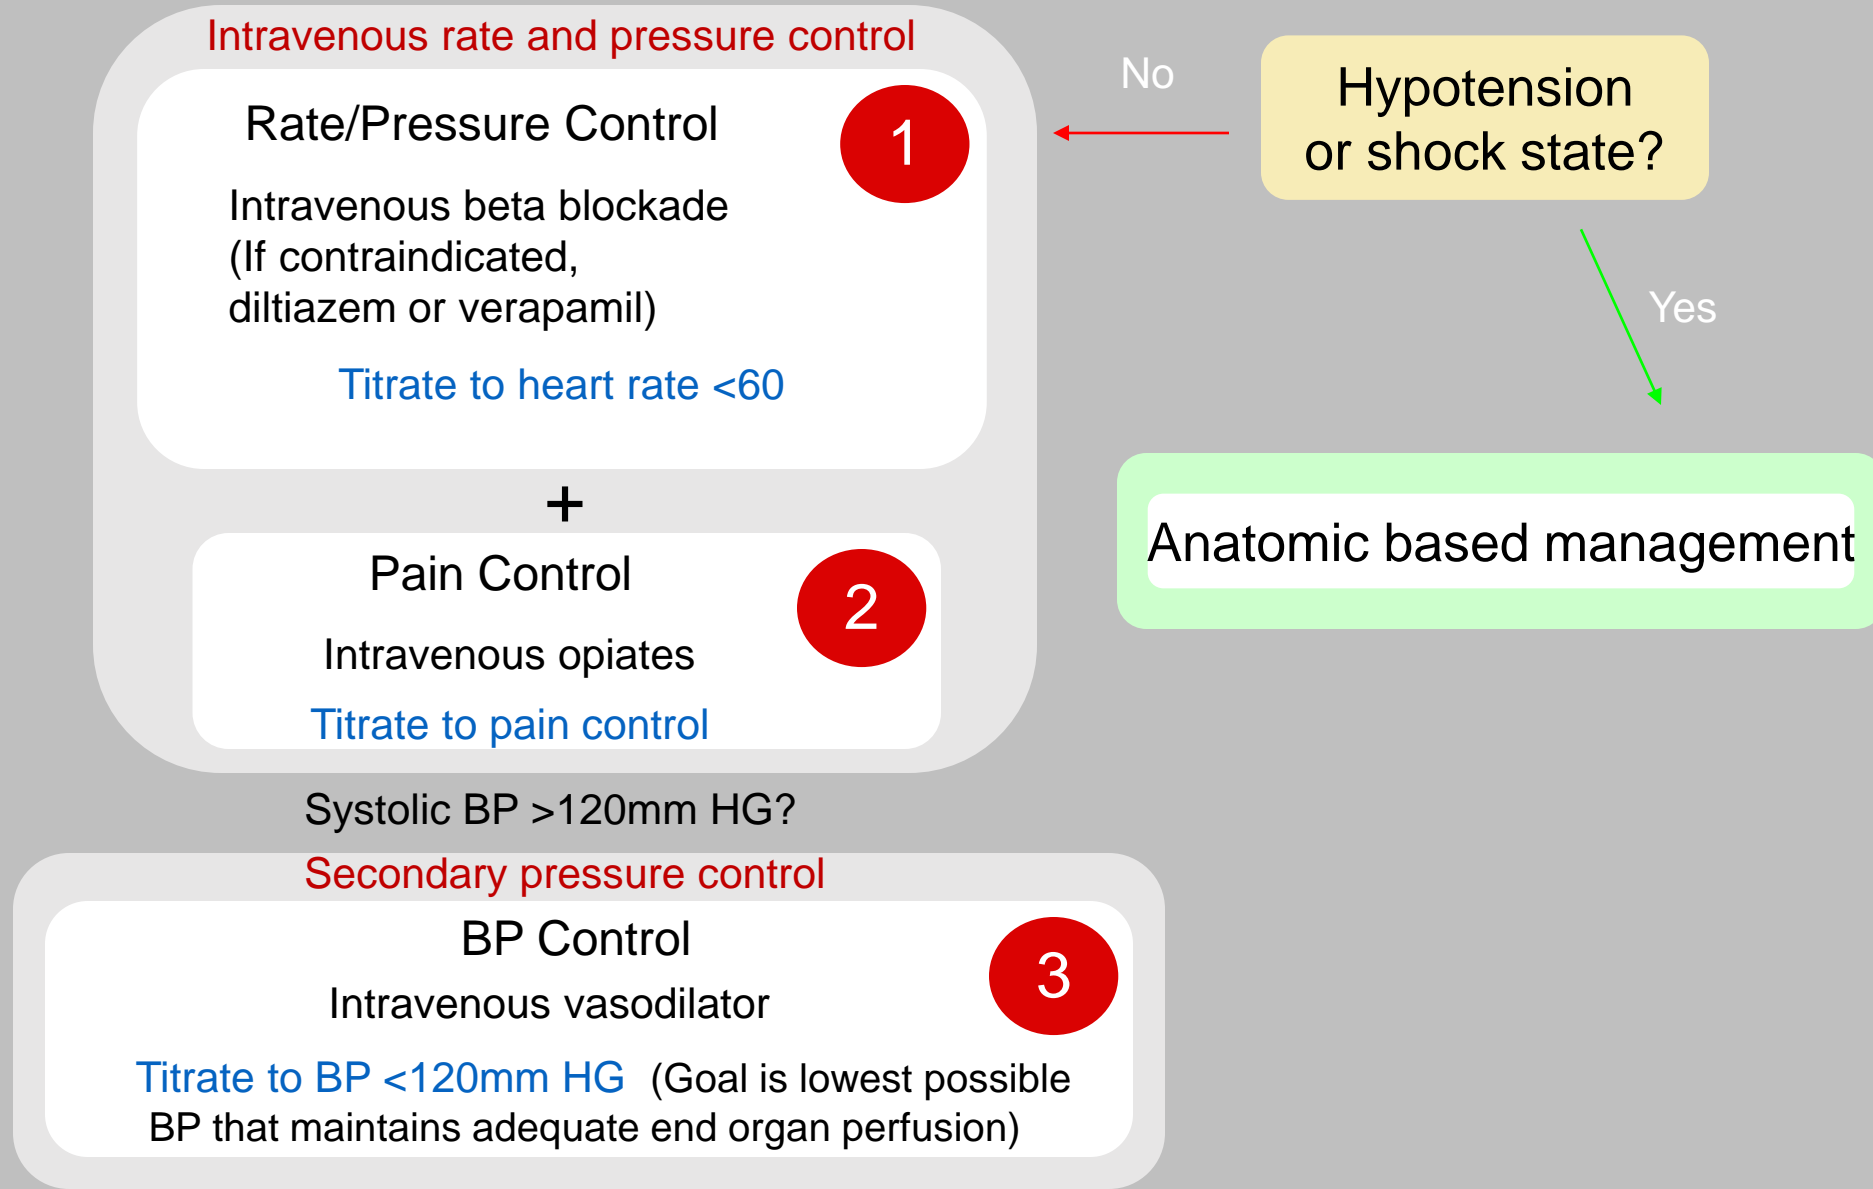 Intravenous rate and pressure control
Rate/Pressure Control
1
Intravenous beta blockade
(If contraindicated,
diltiazem or verapamil)
Titrate to heart rate <60
+
Pain Control
2
Intravenous opiates
Titrate to pain control
Systolic BP >120mm HG?
Secondary pressure control
BP Control
3
Intravenous vasodilator
Titrate to BP <120mm HG (Goal is lowest possible
BP that maintains adequate end organ perfusion)
No
Hypotension
or shock state?
Yes
Anatomic based management